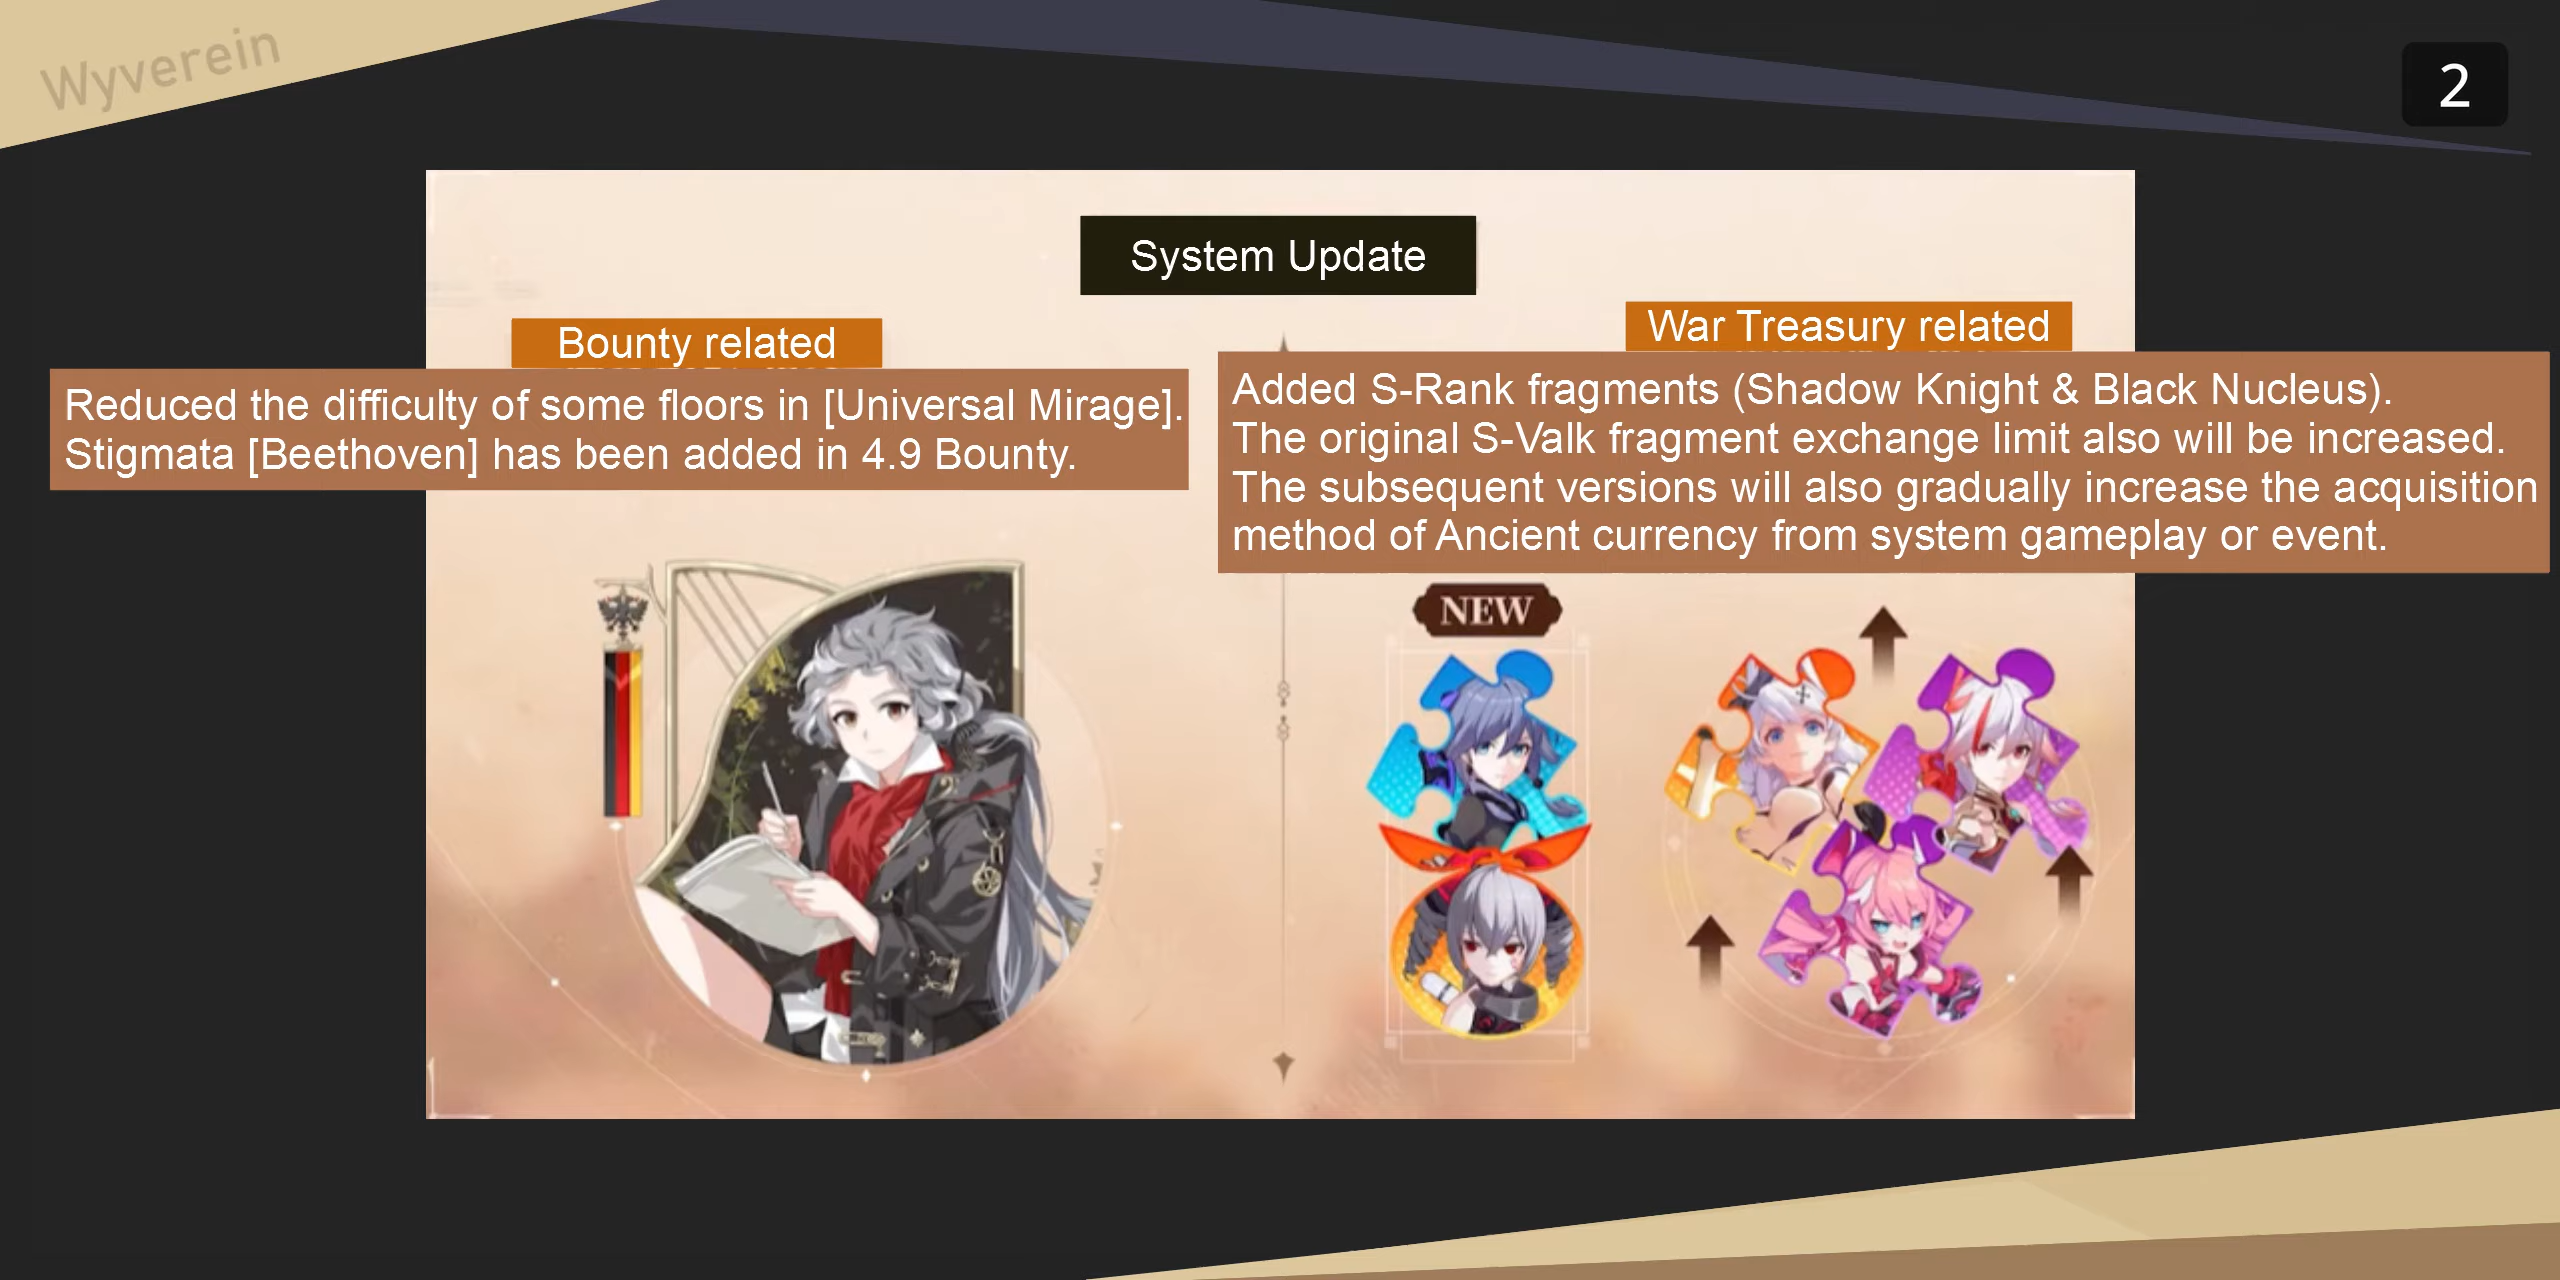 Wyverein
2
System Update
Bounty related
Reduced the difficulty of some floors in [Universal Mirage].
Stigmata [Beethoven] has been added in 4.9 Bounty.
War Treasury related
Added S-Rank fragments (Shadow Knight & Black Nucleus).
The original S-Valk fragment exchange limit also will be increased.
The subsequent versions will also gradually increase the acquisition
method of Ancient currency from system gameplay or event.
NEW